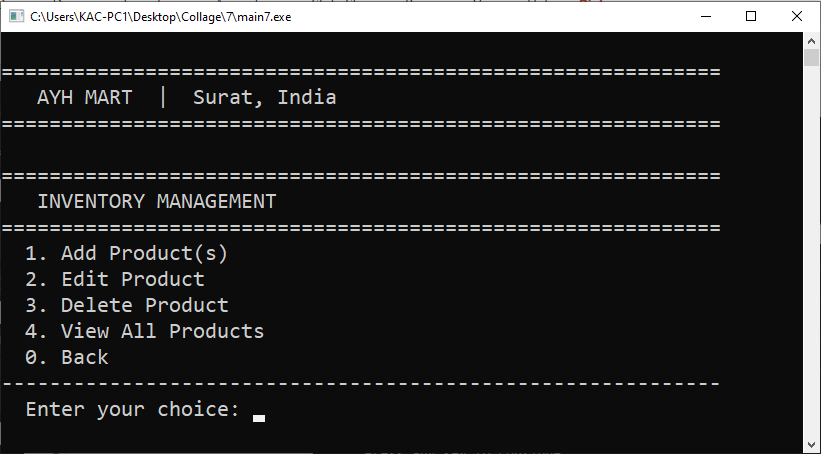 C:\Users\KAC-PC1\Desktop\Collage\7\main7.exe
============================================================
AYH MART | Surat, India
============================================================
============================================================
INVENTORY MANAGEMENT
============================================================
1. Add Product(s)
2. Edit Product
3. Delete Product
4. View All Products
0. Back
------------------------------------------------------------
Enter your choice: